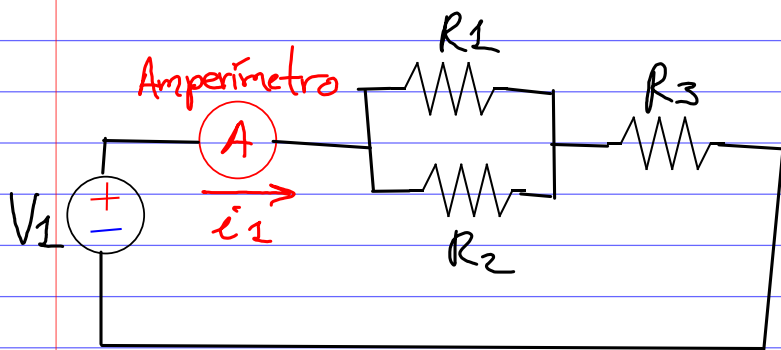 R1
Amperímetro
R3
A
+
V1
i1
−
R2